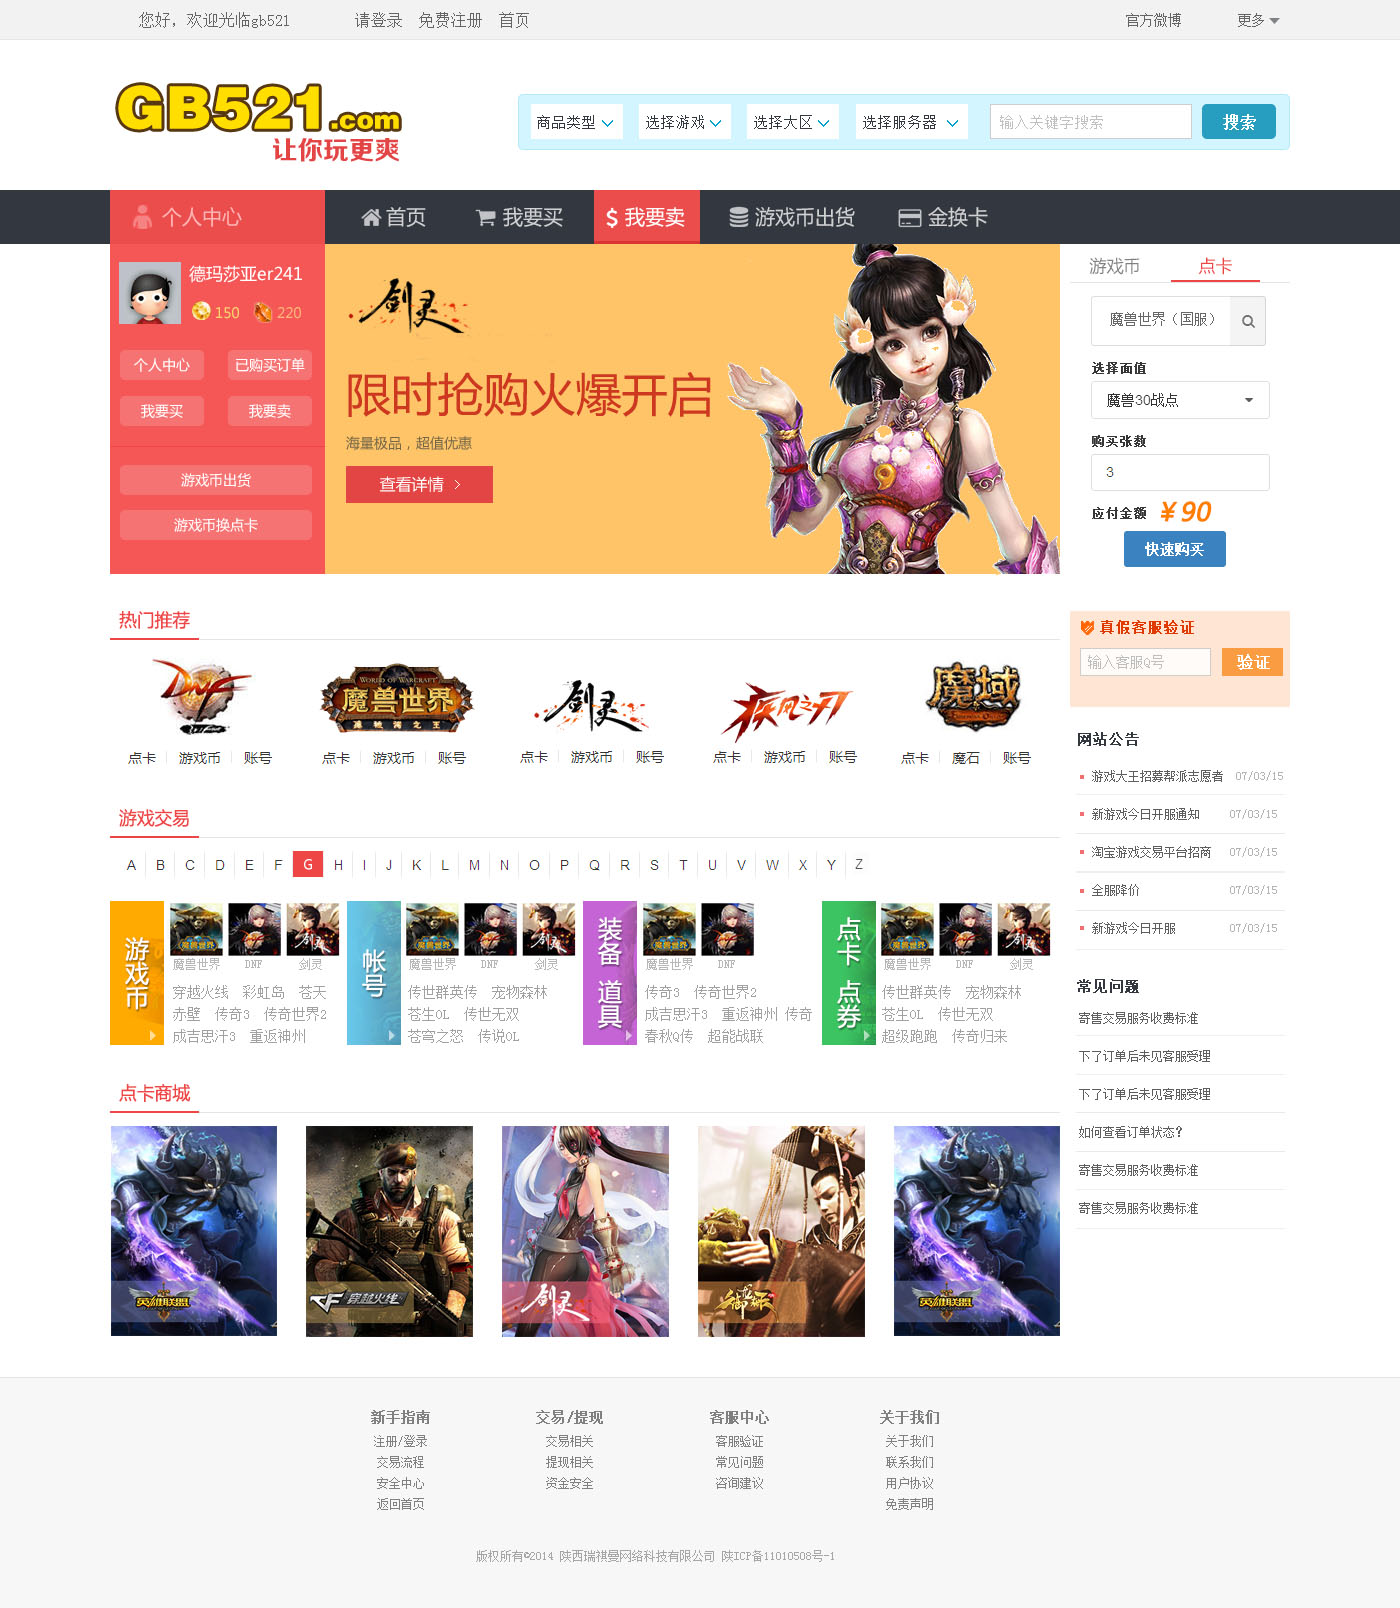 您好，欢迎光临gb521 请登录 免费注册 首页 官方微博 更多
GB521.com
让你玩更爽
商品类型 选择游戏 选择大区 选择服务器 输入关键字搜索 搜索
个人中心 首页 我要买 $ 我要卖 游戏币出货 金换卡
德玛莎亚er241
150 220
个人中心 已购买订单
我要买 我要卖
游戏币出货
游戏币换点卡
剑灵
限时抢购火爆开启
海量极品，超值优惠
查看详情 >
游戏币 点卡
魔兽世界（国服）
选择面值
魔兽30战点
购买张数
3
应付金额 ￥90
快速购买
热门推荐
DNF
WORLD OF WARCRAFT
魔兽世界
剑灵
疾风之刃
魔域
点卡 游戏币 账号
点卡 游戏币 账号
点卡 游戏币 账号
点卡 游戏币 账号
点卡 魔石 账号
真假客服验证
输入客服Q号 验证
网站公告
游戏大王招募帮派志愿者 07/03/15
新游戏今日开服通知 07/03/15
淘宝游戏交易平台招商 07/03/15
全服降价 07/03/15
新游戏今日开服 07/03/15
游戏交易
A B C D E F G H I J K L M N O P Q R S T U V W X Y Z
游戏币
魔兽世界 DNF 剑灵
穿越火线 彩虹岛 苍天
赤壁 传奇3 传奇世界2
成吉思汗3 重返神州
帐号
魔兽世界 DNF 剑灵
传世群英传 宠物森林
苍生OL 传世无双
苍穹之怒 传说OL
装备 道具
魔兽世界 DNF
传奇3 传奇世界2
成吉思汗3 重返神州 传奇
春秋Q传 超能战联
点卡 点券
魔兽世界 DNF 剑灵
传世群英传 宠物森林
苍生OL 传世无双
超级跑跑 传奇归来
常见问题
寄售交易服务收费标准
下了订单后未见客服受理
下了订单后未见客服受理
如何查看订单状态？
寄售交易服务收费标准
寄售交易服务收费标准
点卡商城
英雄联盟
CF 穿越火线
剑灵
英雄联盟
新手指南
注册/登录
交易流程
安全中心
返回首页
交易/提现
交易相关
提现相关
资金安全
客服中心
客服验证
常见问题
咨询建议
关于我们
关于我们
联系我们
用户协议
免责声明
版权所有©2014 陕西瑞祺曼网络科技有限公司 陕ICP备11010508号-1